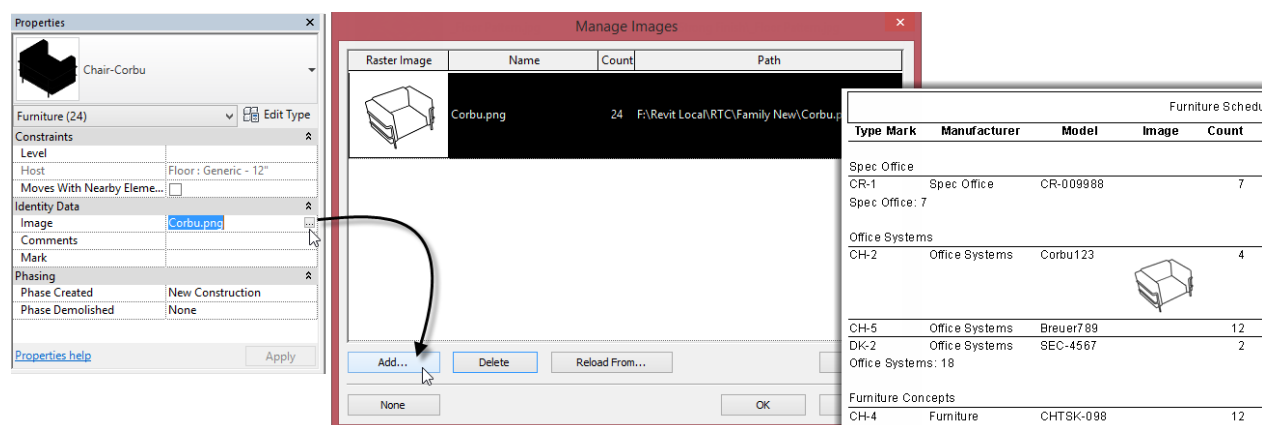 Properties
Chair-Corbu
Furniture (24)
Edit Type
Constraints
Level
Host Floor : Generic - 12"
Moves With Nearby Eleme...
Identity Data
Image Corbu.png ...
Comments
Mark
Phasing
Phase Created New Construction
Phase Demolished None
Properties help
Apply
Manage Images
Raster Image Name Count Path
Corbu.png 24 F:\Revit Local\RTC\Family New\Corbu.p
Add... Delete Reload From...
None OK
Furniture Schedu
Type Mark Manufacturer Model Image Count
Spec Office
CR-1 Spec Office CR-009988 7
Spec Office: 7
Office Systems
CH-2 Office Systems Corbu123 4
CH-5 Office Systems Breuer789 12
DK-2 Office Systems SEC-4567 2
Office Systems: 18
Furniture Concepts
CH-4 Furniture CHTSK-098 12